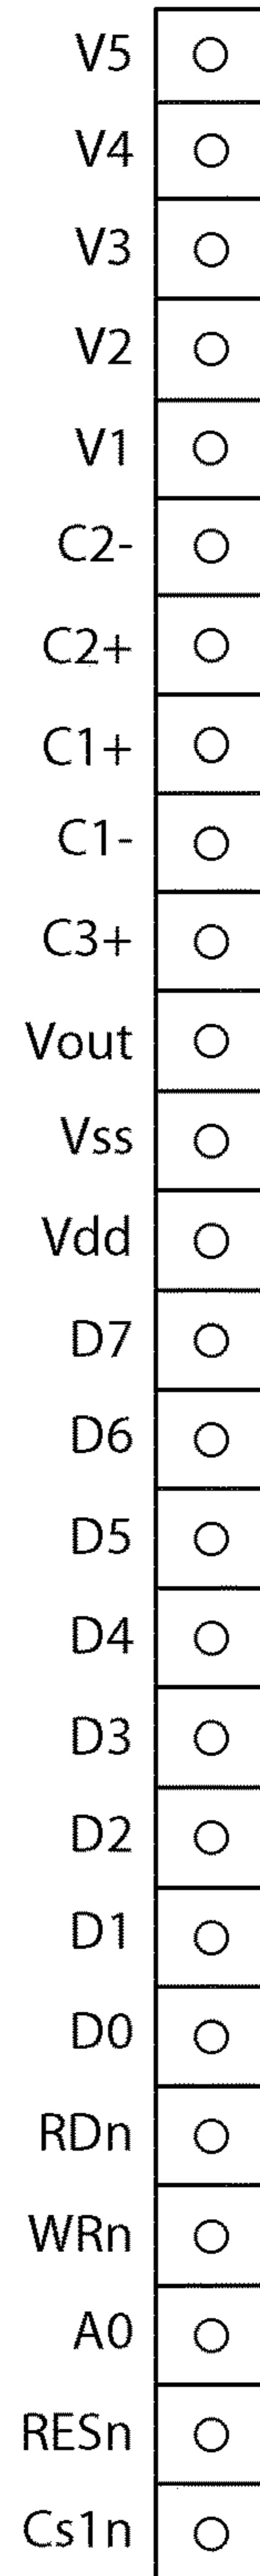 V5
V4
V3
V2
V1
C2-
C2+
C1+
C1-
C3+
Vout
Vss
Vdd
D7
D6
D5
D4
D3
D2
D1
D0
RDn
WRn
A0
RESn
Cs1n